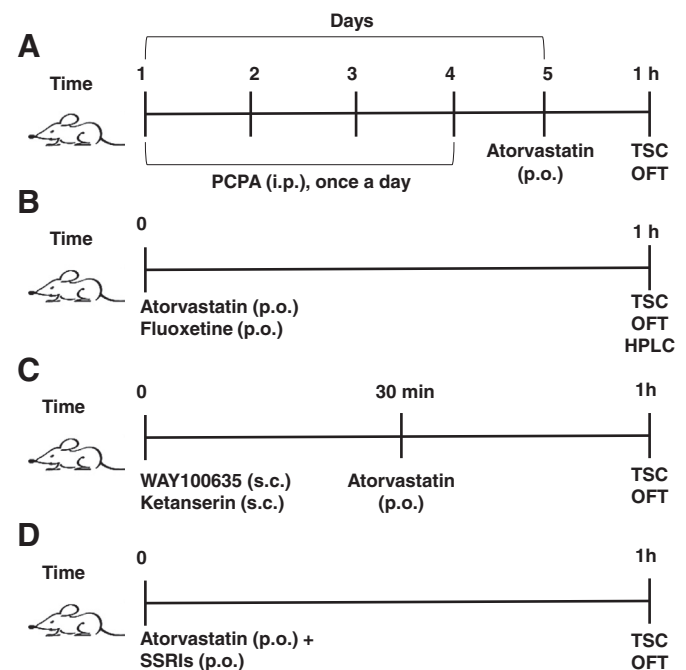 Days
A
Time
1 2 3 4 5 1 h
Atorvastatin
(p.o.)
TSC
OFT
PCPA (i.p.), once a day
B
Time
0
1 h
Atorvastatin (p.o.)
Fluoxetine (p.o.)
TSC
OFT
HPLC
C
Time
0
30 min
1h
WAY100635 (s.c.)
Ketanserin (s.c.)
Atorvastatin
(p.o.)
TSC
OFT
D
Time
0
1h
Atorvastatin (p.o.) +
SSRIs (p.o.)
TSC
OFT